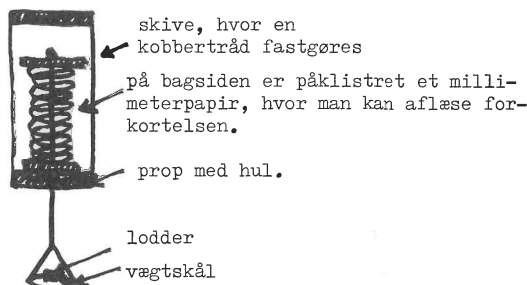 skive, hvor en
kobbertråd fastgøres
på bagsiden er påklistret et milli-
meterpapir, hvor man kan aflæse for-
kortelsen.
prop med hul.
lodder
vægtskål